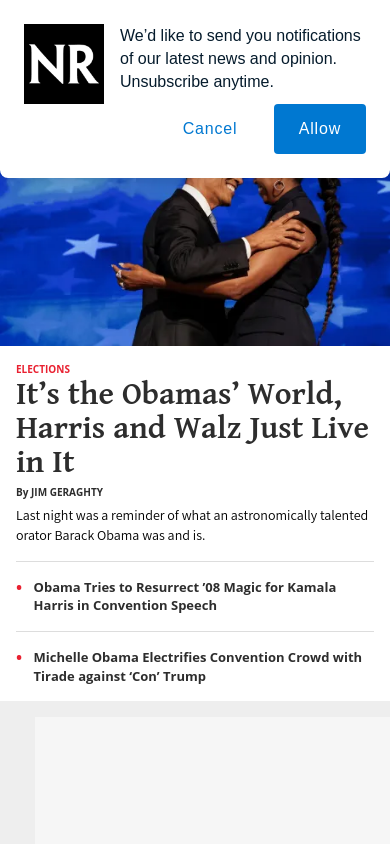 NR
We’d like to send you notifications
of our latest news and opinion.
Unsubscribe anytime.
Cancel
Allow
ELECTIONS
It’s the Obamas’ World,
Harris and Walz Just Live
in It
By JIM GERAGHTY
Last night was a reminder of what an astronomically talented
orator Barack Obama was and is.
• Obama Tries to Resurrect ’08 Magic for Kamala
Harris in Convention Speech
• Michelle Obama Electrifies Convention Crowd with
Tirade against ‘Con’ Trump